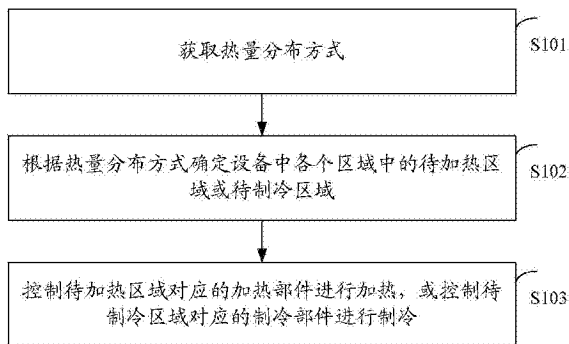 获取热量分布方式
S101
根据热量分布方式确定设备中各个区域中的待加热区
域或待制冷区域
S102
控制待加热区域对应的加热部件进行加热，或控制待
制冷区域对应的制冷部件进行制冷
S103